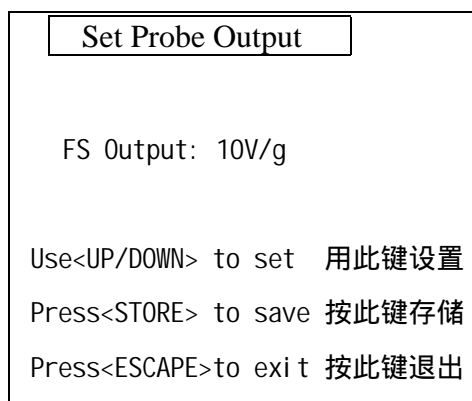 Set Probe Output
FS Output: 10V/g
Use<UP/DOWN> to set 用此键设置
Press<STORE> to save 按此键存储
Press<ESCAPE>to exit 按此键退出